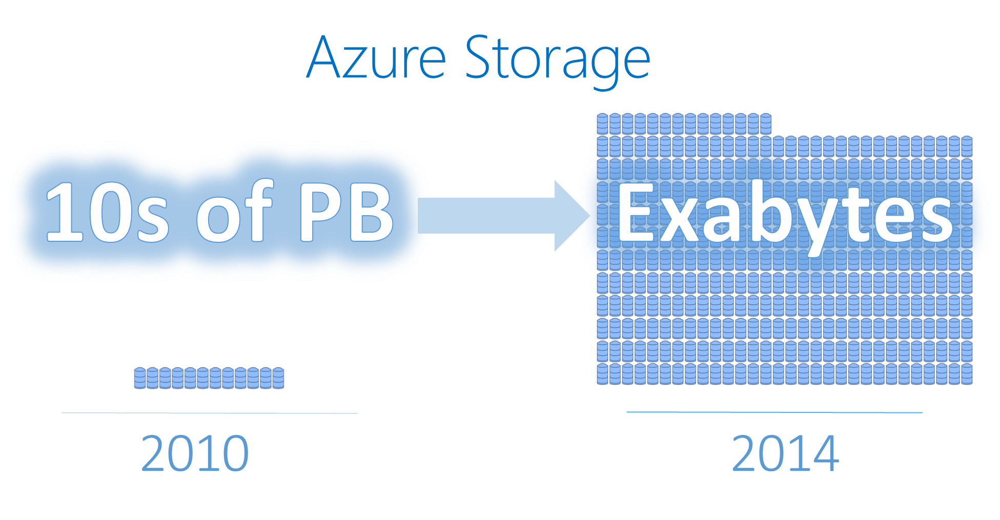 Azure Storage
10s of PB
Exabytes
2010
2014